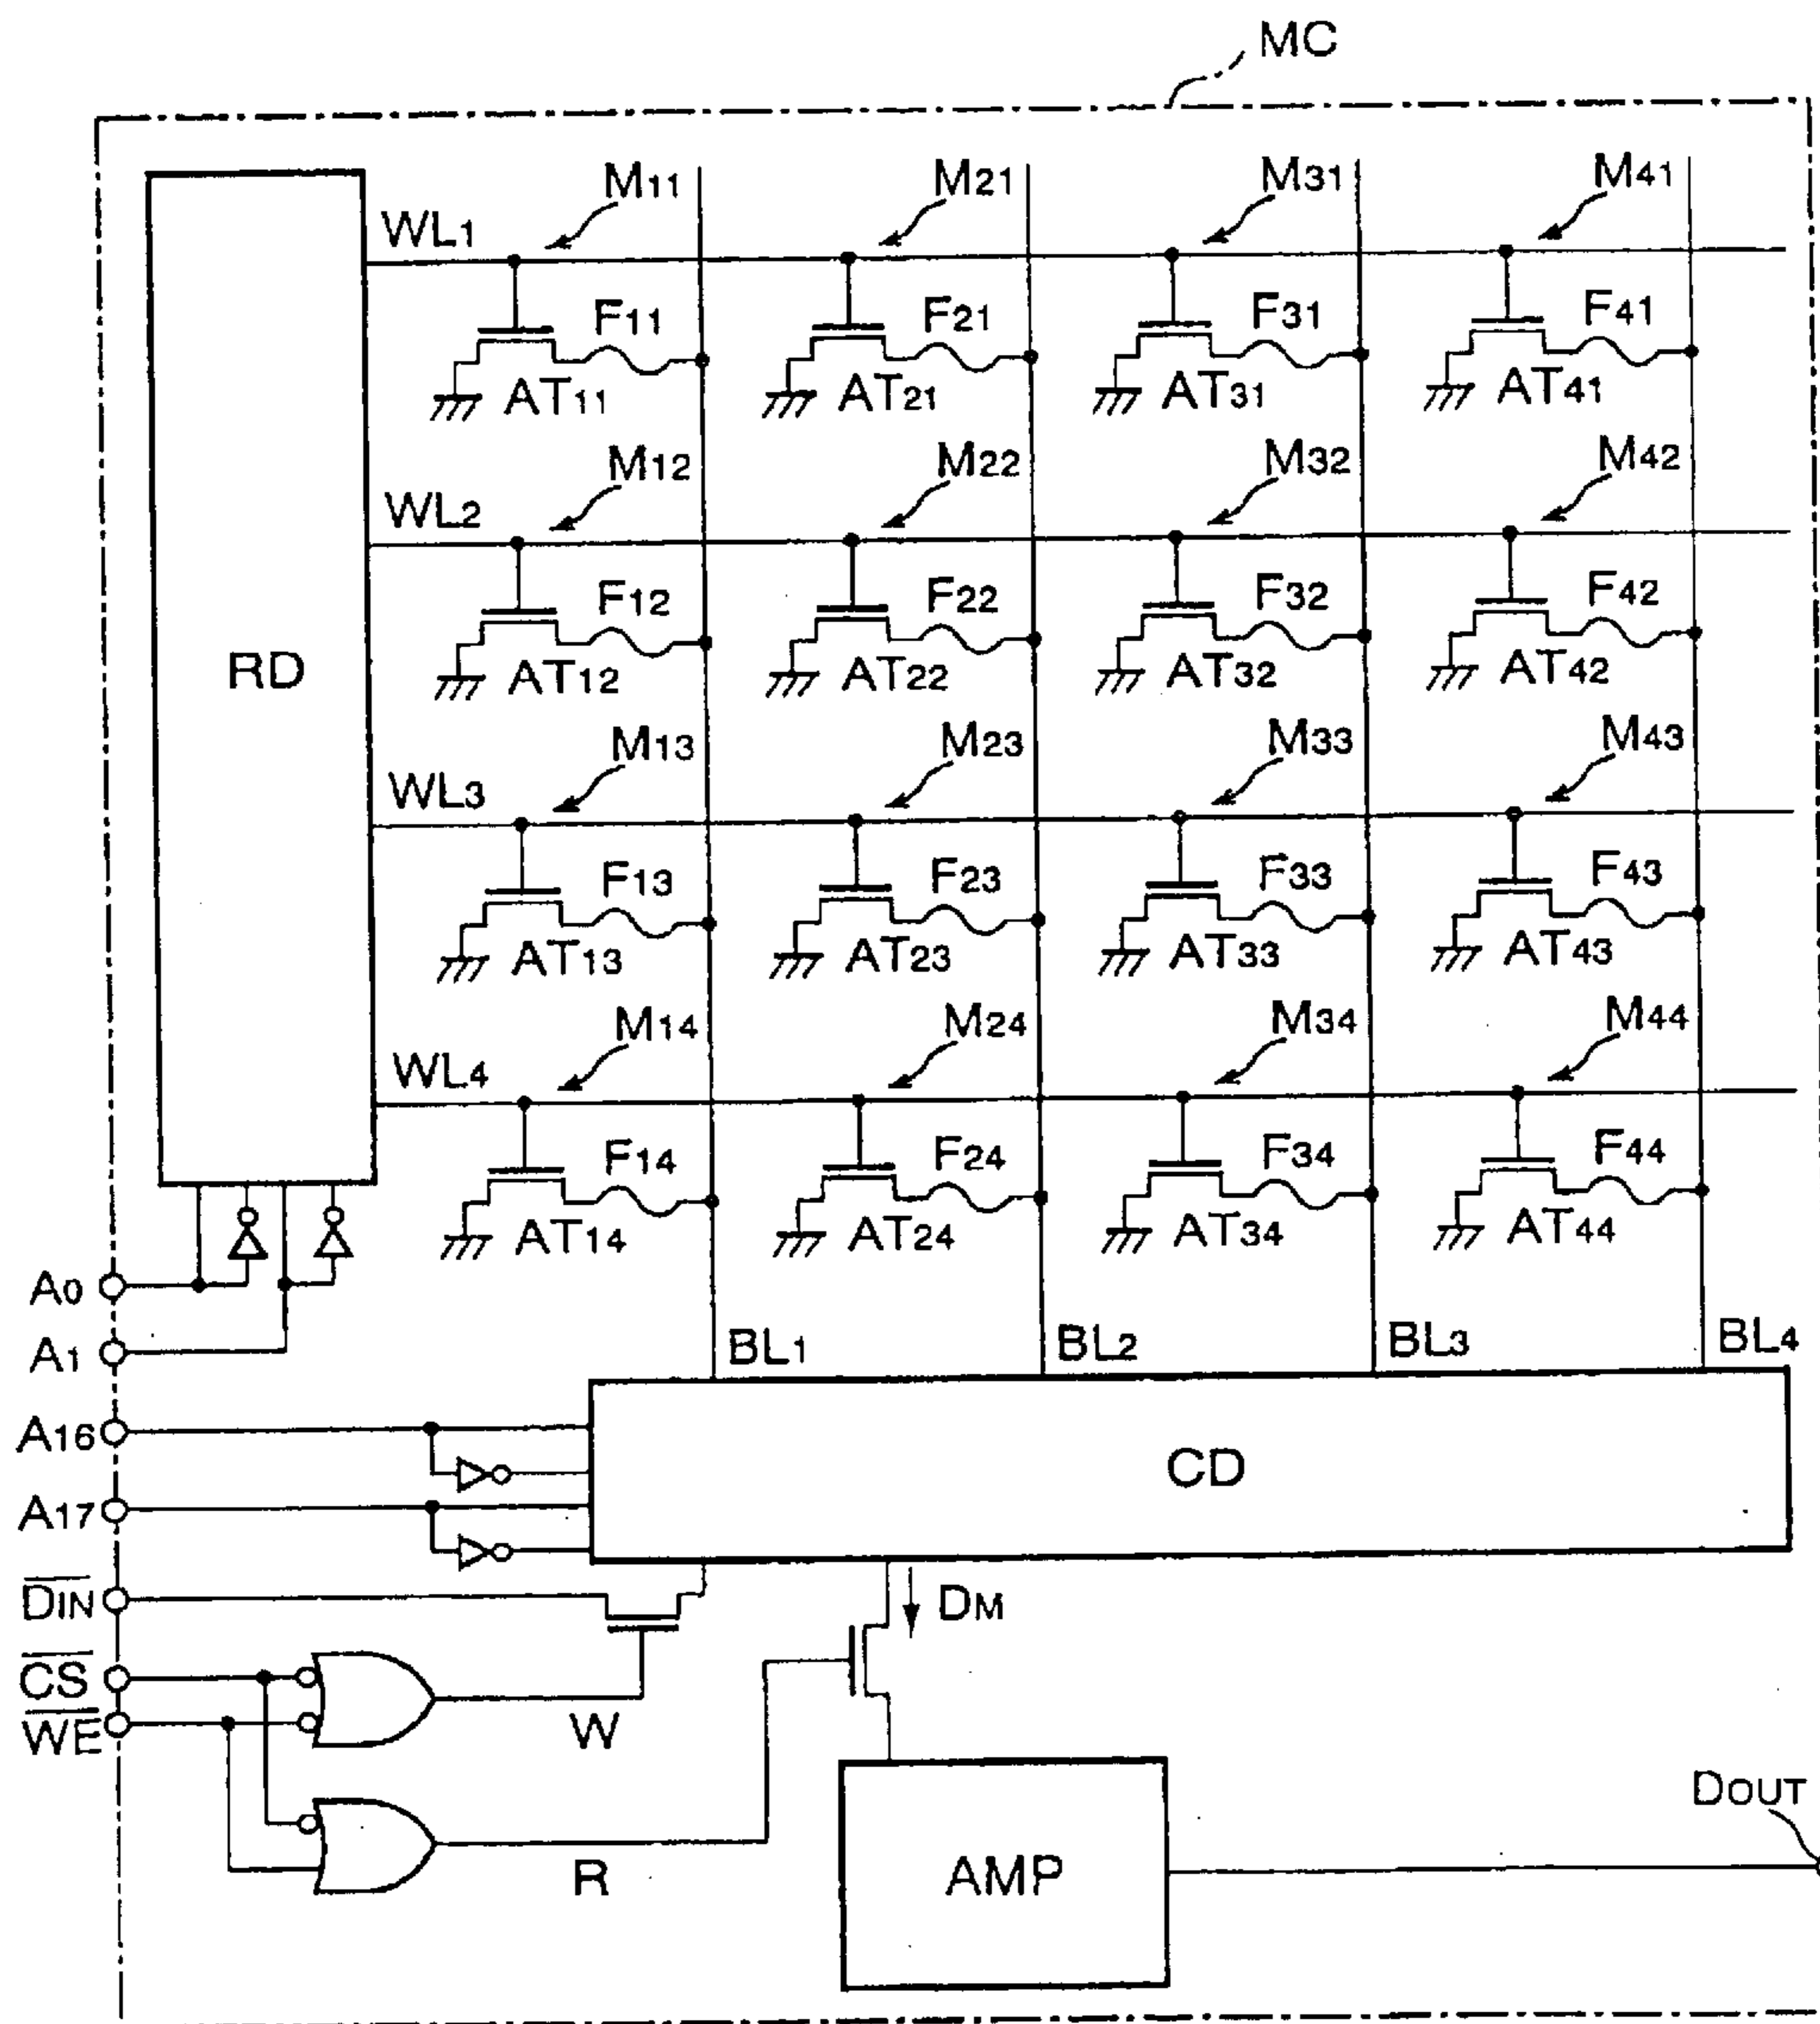 MC
M11 M21 M31 M41
WL1
F11 F21 F31 F41
AT11 AT21 AT31 AT41
M12 M22 M32 M42
WL2
F12 F22 F32 F42
RD
AT12 AT22 AT32 AT42
M13 M23 M33 M43
WL3
F13 F23 F33 F43
AT13 AT23 AT33 AT43
M14 M24 M34 M44
WL4
F14 F24 F34 F44
AT14 AT24 AT34 AT44
A0
A1
BL1 BL2 BL3 BL4
A16
CD
A17
D̅I̅N̅
DM
C̅S̅
W̅E̅
W
DOUT
R
AMP